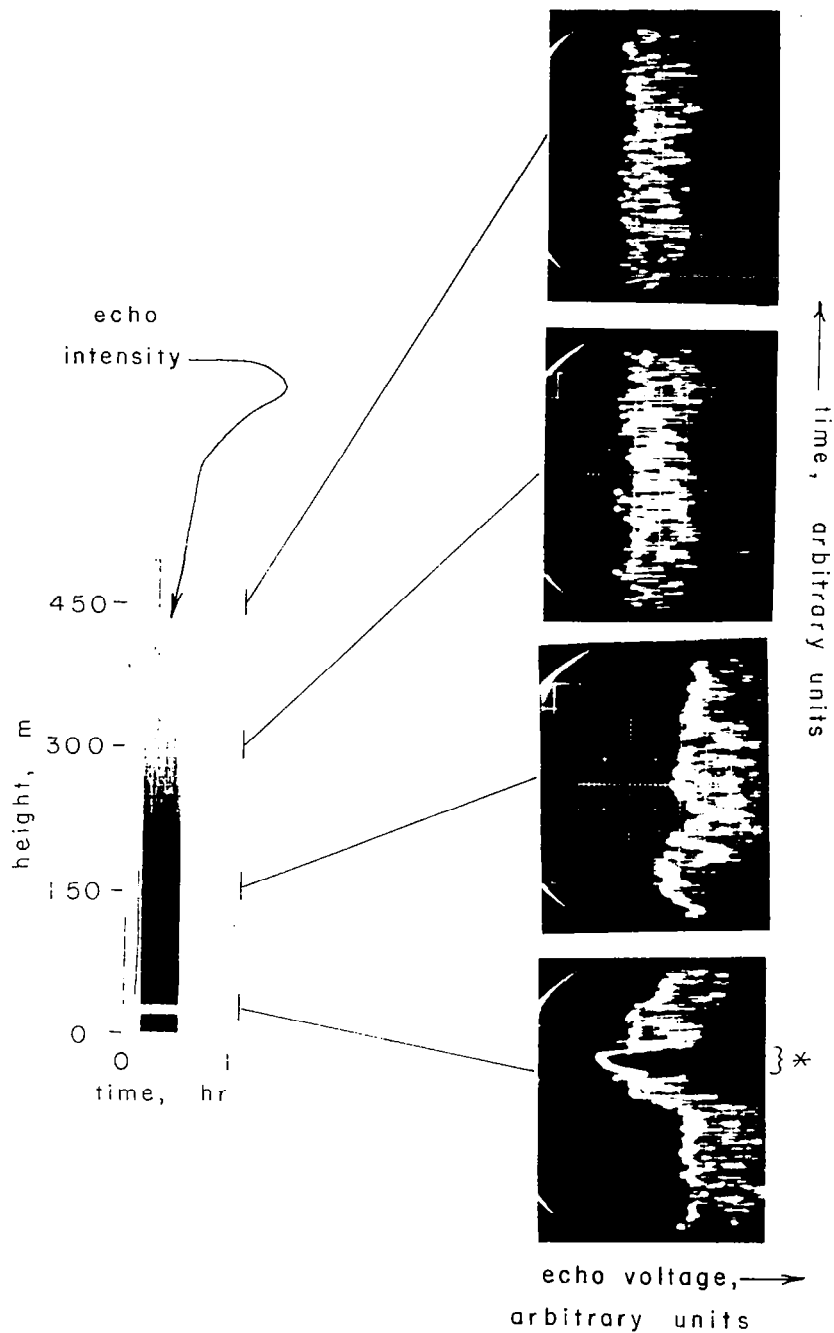 echo
intensity
450-
300-
150-
0 -
height, m
0 1
time, hr
time, arbitrary units
} *
echo voltage,
arbitrary units